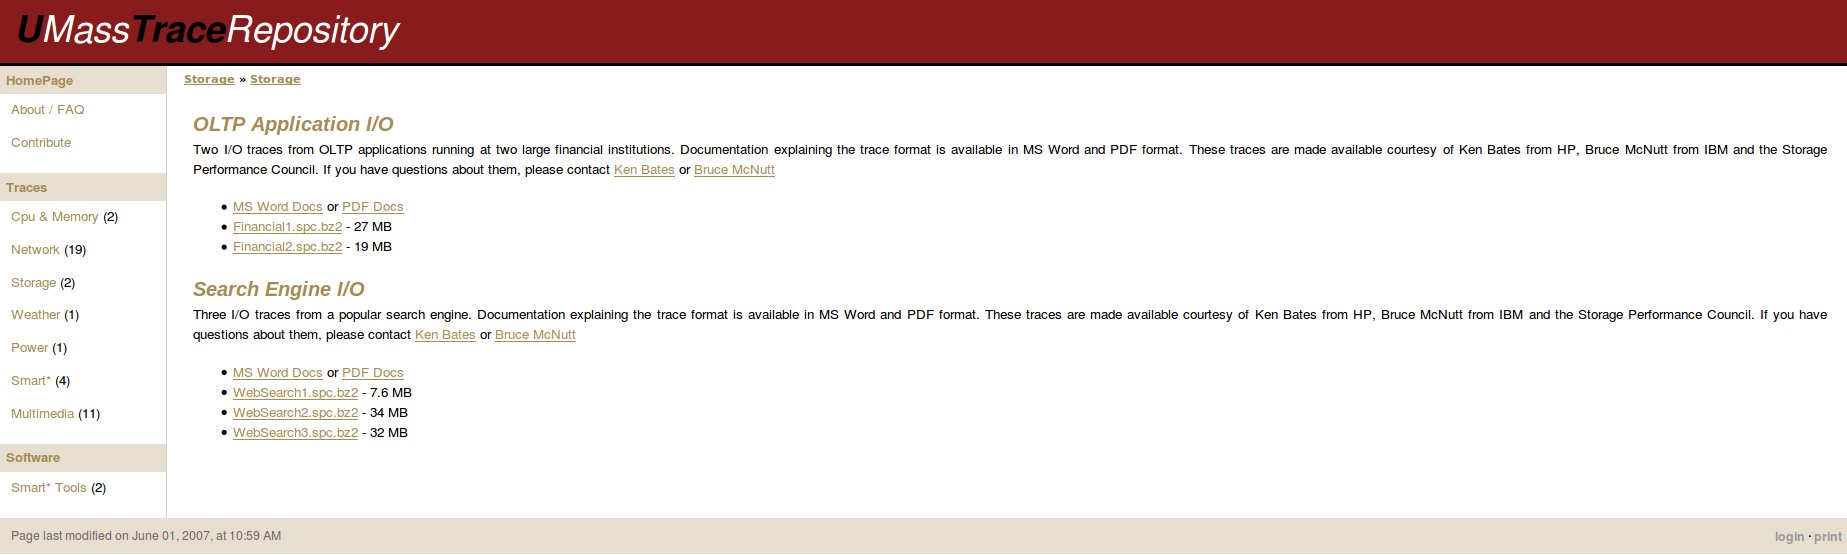 UMassTraceRepository
HomePage
About / FAQ
Contribute
Traces
Cpu & Memory (2)
Network (19)
Storage (2)
Weather (1)
Power (1)
Smart* (4)
Multimedia (11)
Software
Smart* Tools (2)
Storage » Storage
OLTP Application I/O
Two I/O traces from OLTP applications running at two large financial institutions. Documentation explaining the trace format is available in MS Word and PDF format. These traces are made available courtesy of Ken Bates from HP, Bruce McNutt from IBM and the Storage
Performance Council. If you have questions about them, please contact Ken Bates or Bruce McNutt
• MS Word Docs or PDF Docs
• Financial1.spc.bz2 - 27 MB
• Financial2.spc.bz2 - 19 MB
Search Engine I/O
Three I/O traces from a popular search engine. Documentation explaining the trace format is available in MS Word and PDF format. These traces are made available courtesy of Ken Bates from HP, Bruce McNutt from IBM and the Storage Performance Council. If you have
questions about them, please contact Ken Bates or Bruce McNutt
• MS Word Docs or PDF Docs
• WebSearch1.spc.bz2 - 7.6 MB
• WebSearch2.spc.bz2 - 34 MB
• WebSearch3.spc.bz2 - 32 MB
Page last modified on June 01, 2007, at 10:59 AM
login · print